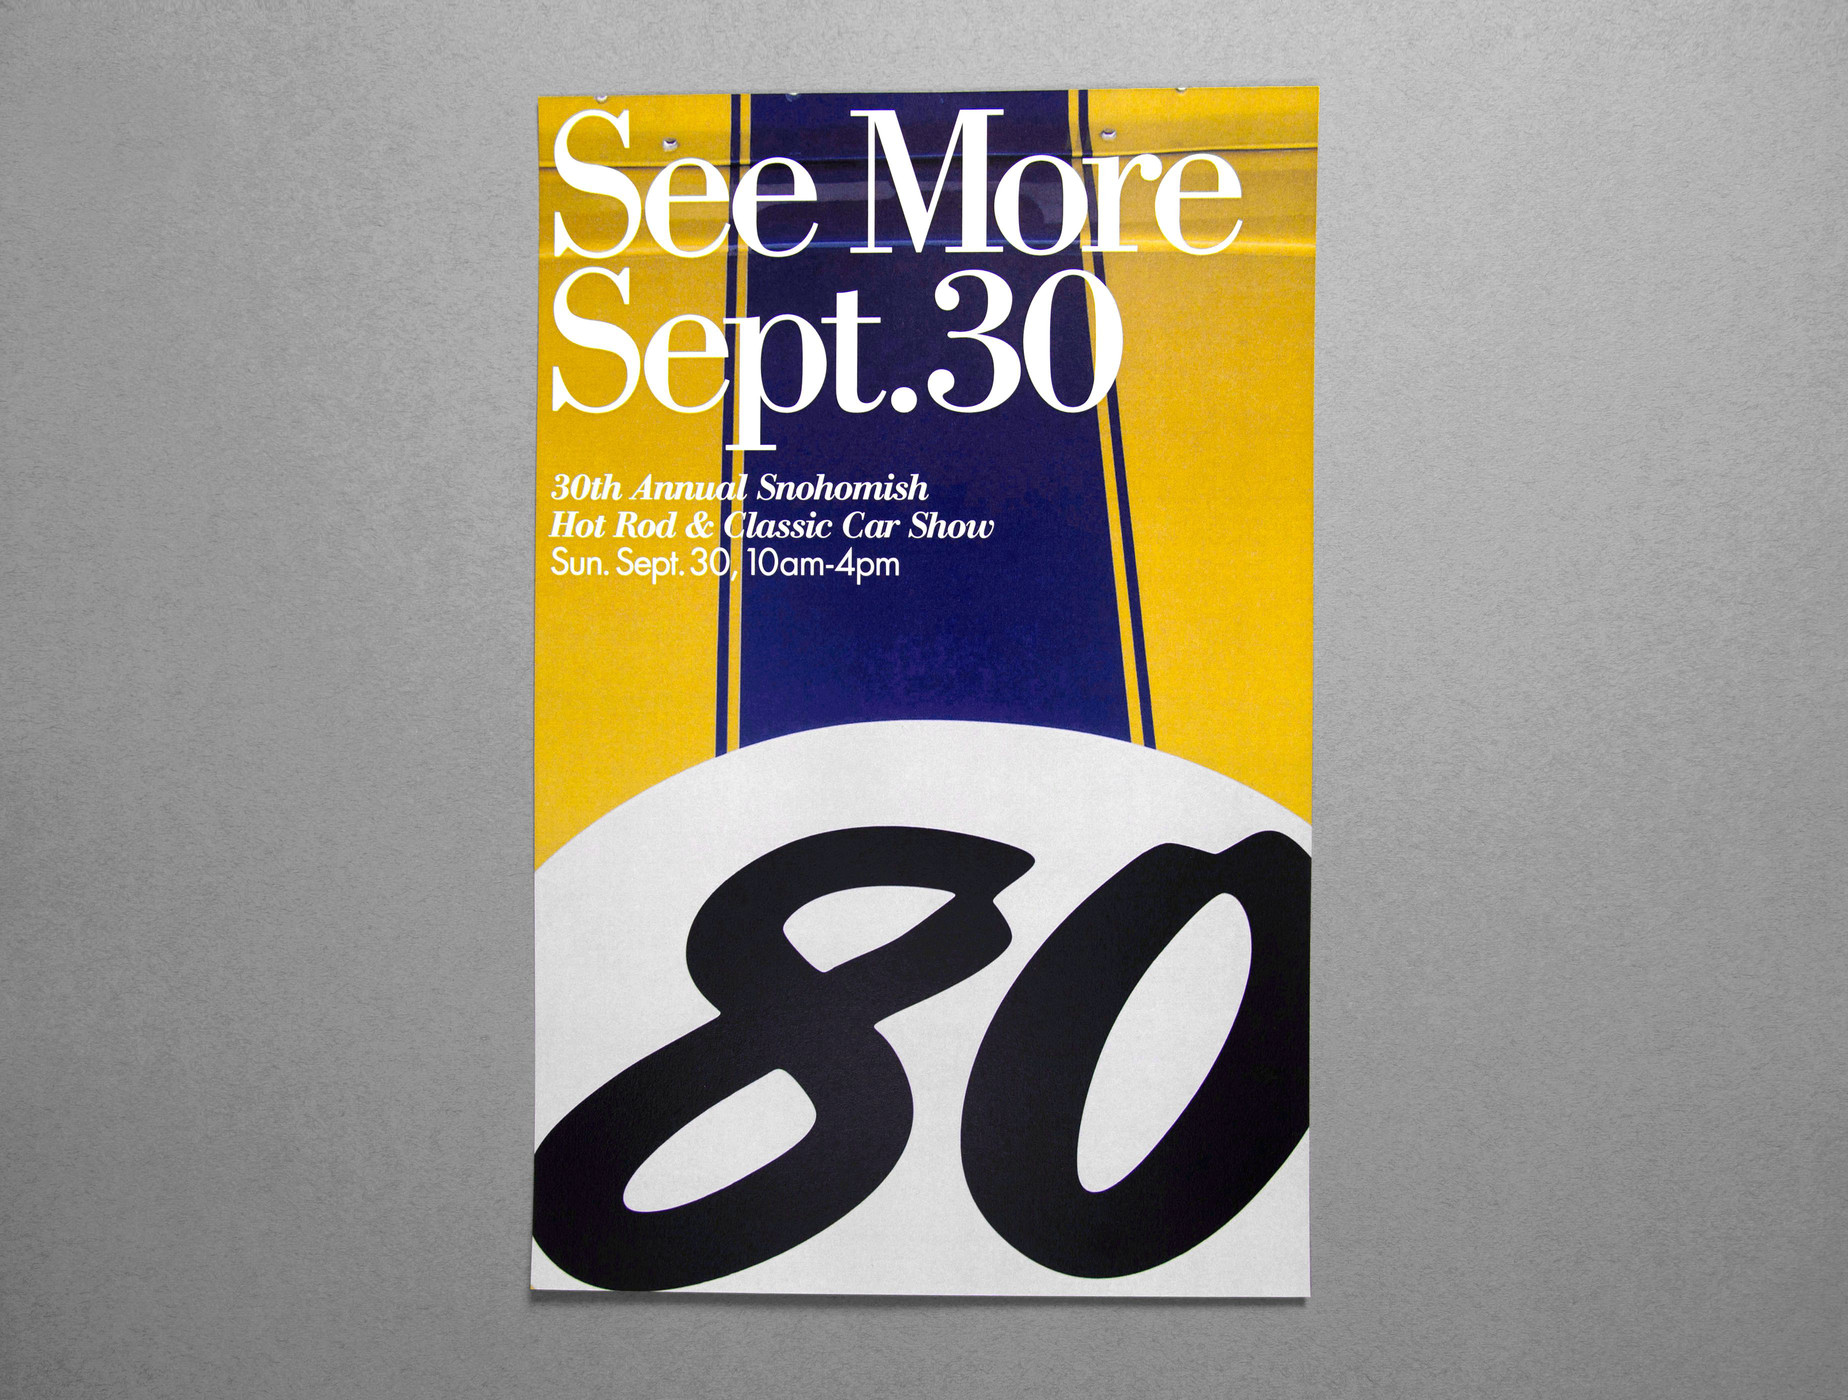 See More
Sept.30
30th Annual Snohomish
Hot Rod & Classic Car Show
Sun. Sept. 30, 10am-4pm
80